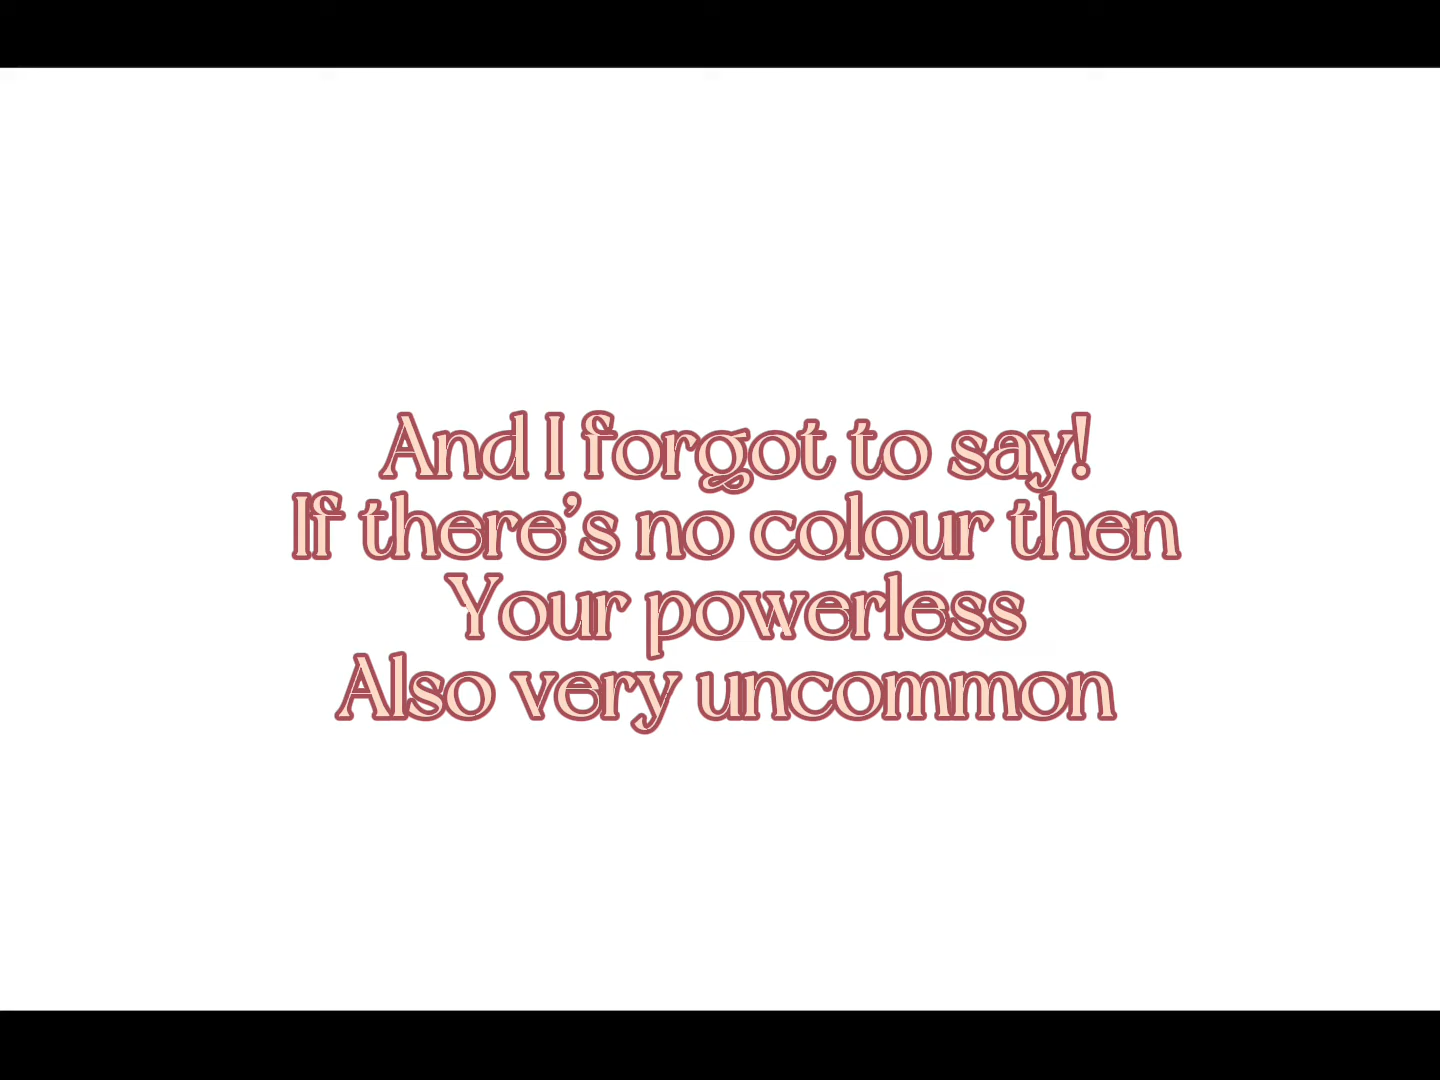 And I forgot to say!
If there's no colour then
Your powerless
Also very uncommon